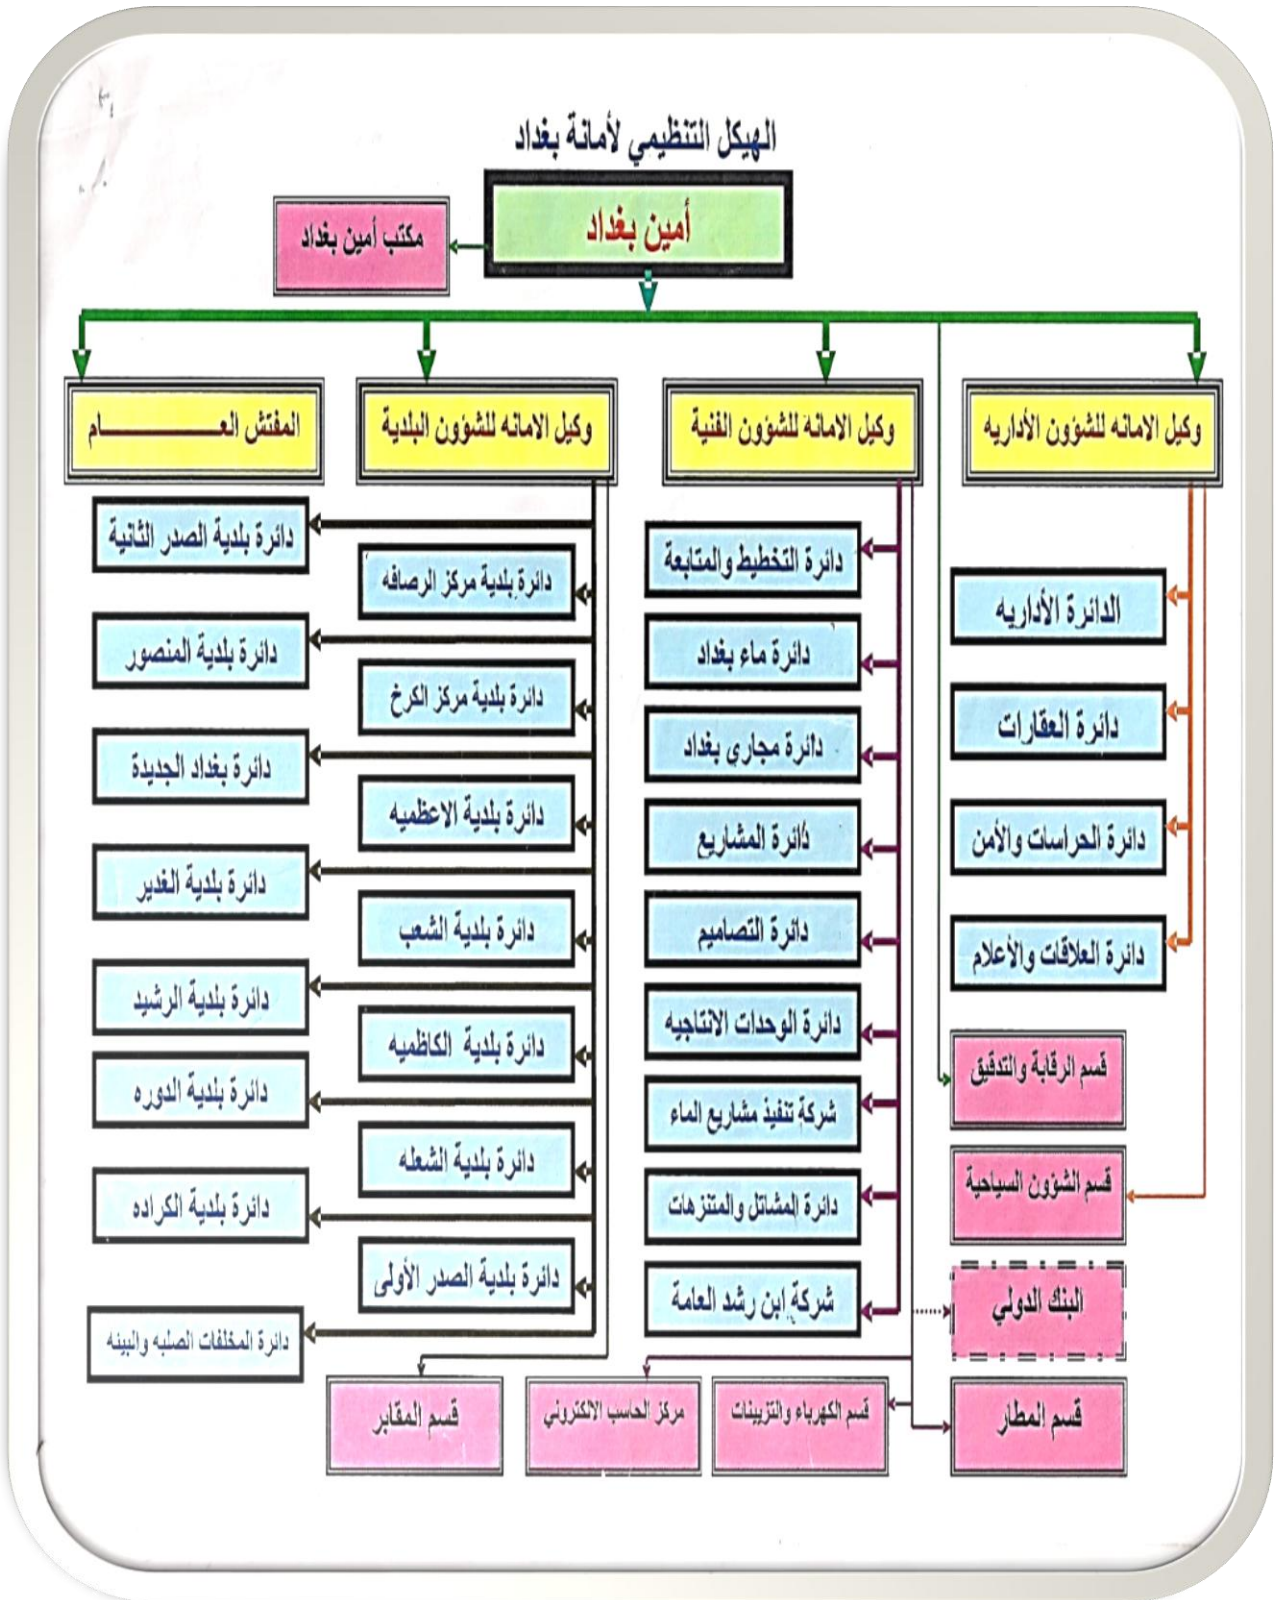 الهيكل التنظيمي لأمانة بغداد
أمين بغداد
مكتب أمين بغداد
وكيل الامانه للشؤون الأداريه
وكيل الامانه للشؤون الفنية
وكيل الامانه للشؤون البلدية
المفتش العــــــــــام
الدائرة الأداريه
دائرة العقارات
دائرة الحراسات والأمن
دائرة العلاقات والأعلام
قسم الرقابة والتدقيق
قسم الشؤون السياحية
البنك الدولي
قسم المطار
دائرة التخطيط والمتابعة
دائرة ماء بغداد
دائرة مجاري بغداد
دائرة المشاريع
دائرة التصاميم
دائرة الوحدات الانتاجيه
شركة تنفيذ مشاريع الماء
دائرة المشاتل والمتنزهات
شركة ابن رشد العامة
قسم الكهرباء والتزيينات
مركز الحاسب الالكتروني
دائرة بلدية مركز الرصافه
دائرة بلدية مركز الكرخ
دائرة بلدية الاعظميه
دائرة بلدية الشعب
دائرة بلدية الكاظميه
دائرة بلدية الشعله
دائرة بلدية الصدر الأولى
قسم المقابر
دائرة بلدية الصدر الثانية
دائرة بلدية المنصور
دائرة بغداد الجديدة
دائرة بلدية الغدير
دائرة بلدية الرشيد
دائرة بلدية الدوره
دائرة بلدية الكراده
دائرة المخلفات الصلبه والبينه